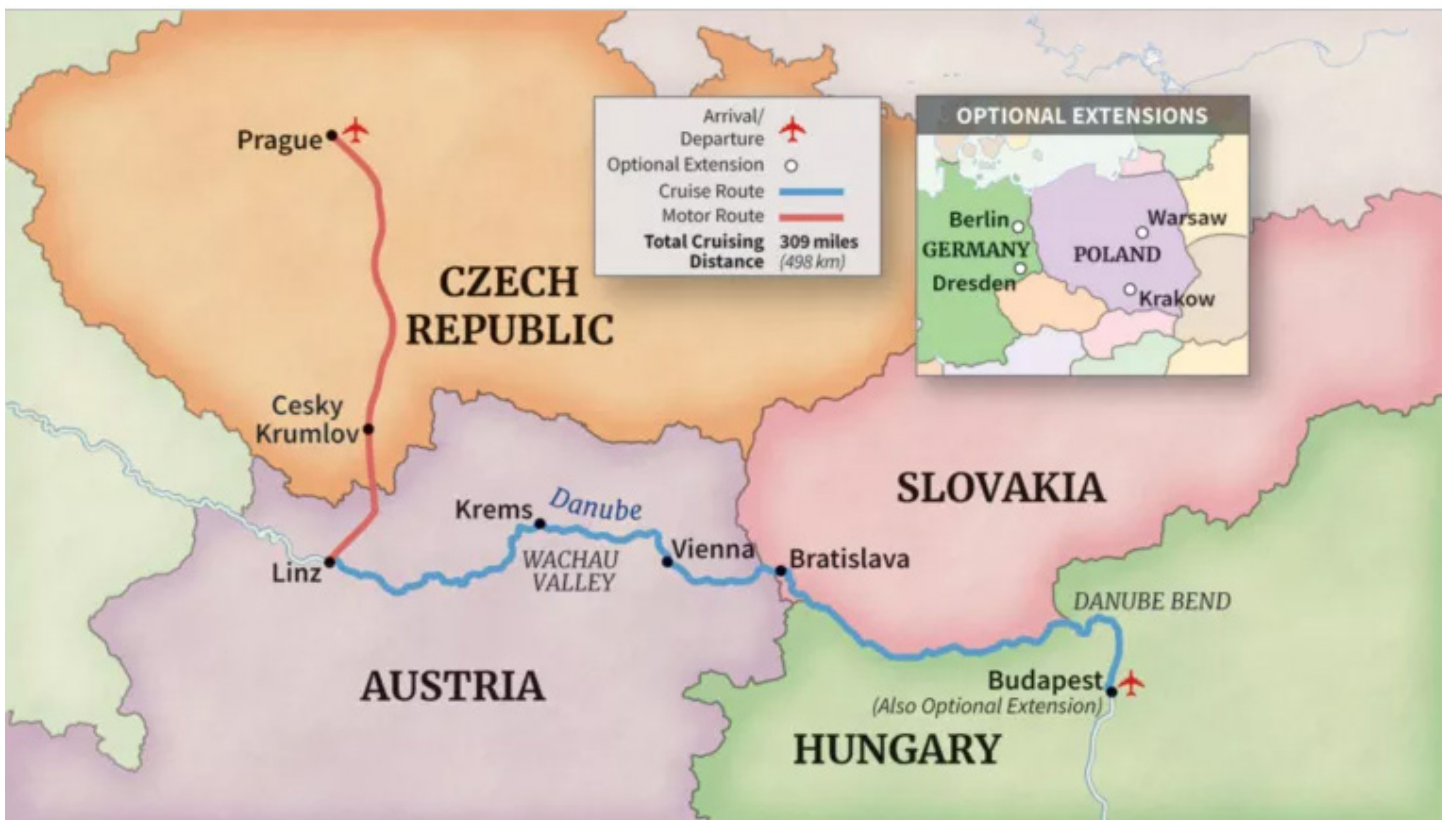 Prague
CZECH
REPUBLIC
Cesky
Krumlov
Arrival/
Departure
Optional Extension
Cruise Route
Motor Route
Total Cruising 309 miles
Distance (498 km)
OPTIONAL EXTENSIONS
Berlin
GERMANY
Dresden
Warsaw
POLAND
Krakow
SLOVAKIA
Krems
Danube
WACHAU
VALLEY
Vienna
Bratislava
Linz
DANUBE BEND
AUSTRIA
Budapest
(Also Optional Extension)
HUNGARY